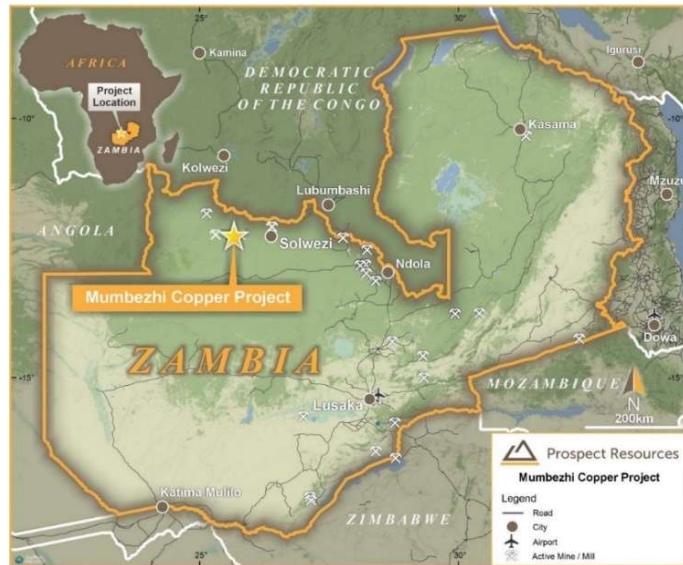 25°
30°
AFRICA
Project
Location
ZAMBIA
Kamina
DEMOCRATIC
REPUBLIC
OF THE CONGO
Igurusi
-10°
-10°
Kasama
Kolwezi
Lubumbashi
Mzuzu
ANGOLA
Solwezi
Ndola
Mumbezhi Copper Project
ZAMBIA
Dowa
-15°
-15°
MOZAMBIQUE
N
200km
Lusaka
Katima Mulilo
ZIMBABWE
25°
30°
Prospect Resources
Mumbezhi Copper Project
Legend
Road
City
Airport
Active Mine / Mill